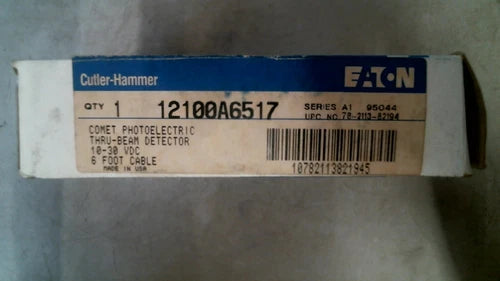 Cutler-Hammer
EATON
QTY 1 12100A6517 SERIES A1 95044
UPC NO. 78-2113-82194
COMET PHOTOELECTRIC
THRU-BEAM DETECTOR
10-30 VDC
6 FOOT CABLE
MADE IN USA
10782113821945